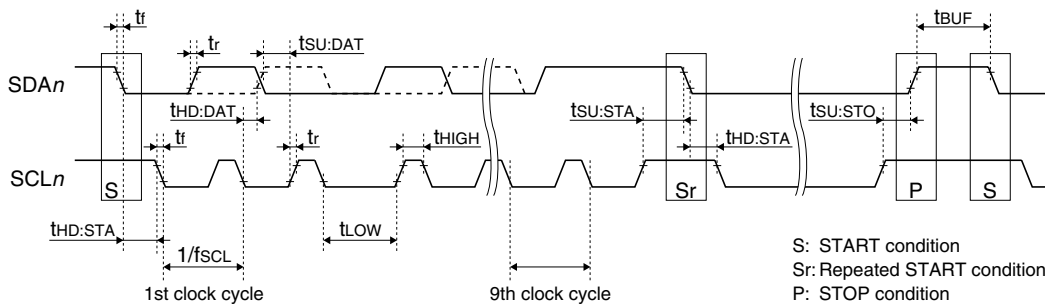 tf
tr
tSU:DAT
tBUF
SDAn
tHD:DAT
tf
tr
tHIGH
tSU:STA
tHD:STA
tSU:STO
SCLn
S
Sr
P
S
tHD:STA
1/fSCL
tLOW
1st clock cycle
9th clock cycle
S: START condition
Sr: Repeated START condition
P: STOP condition